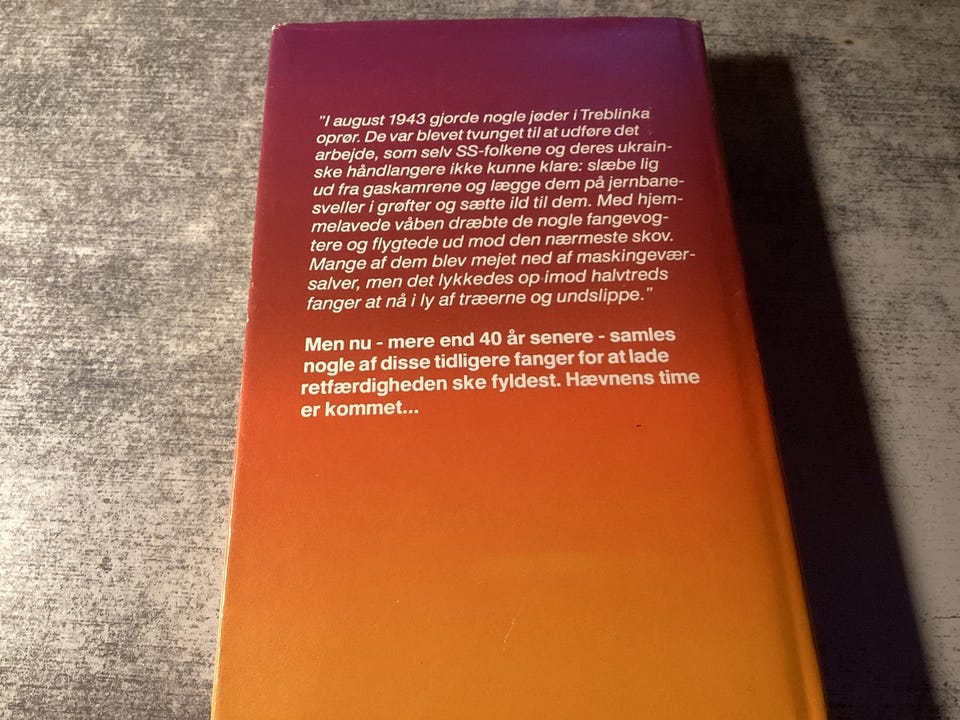 "I august 1943 gjorde nogle jøder i Treblinka
oprør. De var blevet tvunget til at udføre det
arbejde, som selv SS-folkene og deres ukrain-
ske håndlangere ikke kunne klare: slæbe lig
ud fra gaskamrene og lægge dem på jernbane-
sveller i grøfter og sætte ild til dem. Med hjem-
melavede våben dræbte de nogle fangevog-
tere og flygtede ud mod den nærmeste skov.
Mange af dem blev mejet ned af maskingevær-
salver, men det lykkedes op imod halvtreds
fanger at nå i ly af træerne og undslippe."
Men nu - mere end 40 år senere - samles
nogle af disse tidligere fanger for at lade
retfærdigheden ske fyldest. Hævnens time
er kommet...